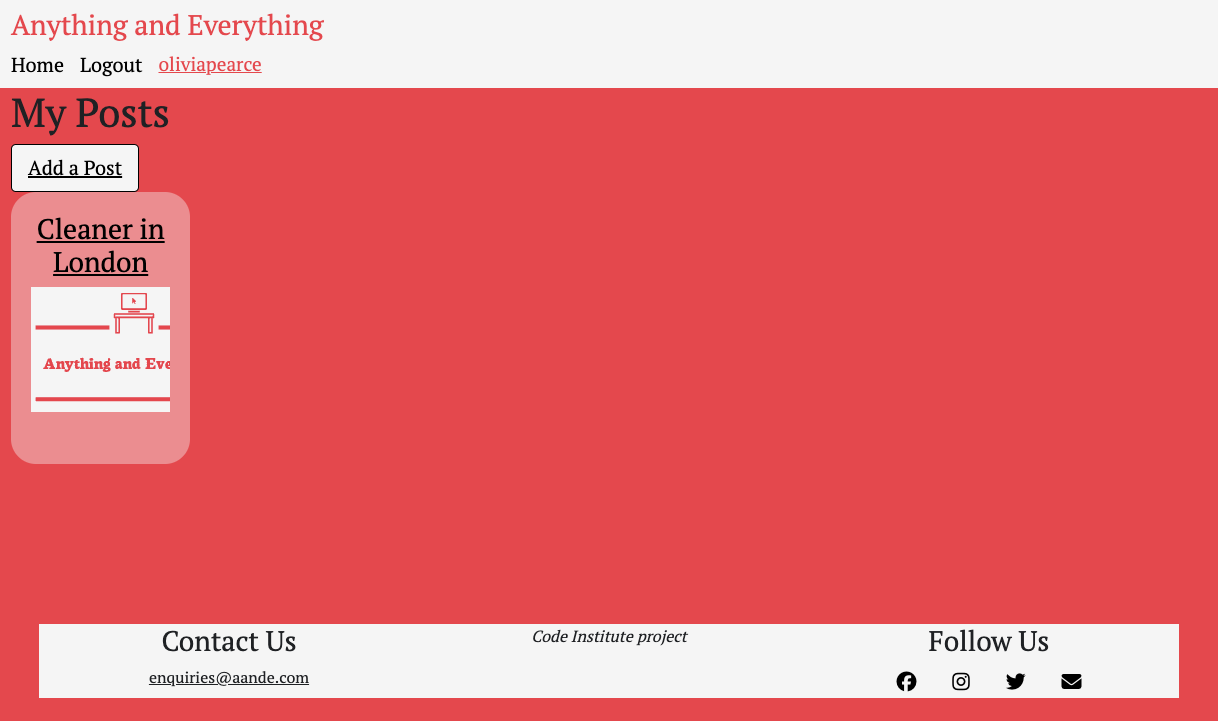 Anything and Everything
Home Logout oliviapearce
My Posts
Add a Post
Cleaner in
London
Anything and Eve
Contact Us
enquiries@aande.com
Code Institute project
Follow Us